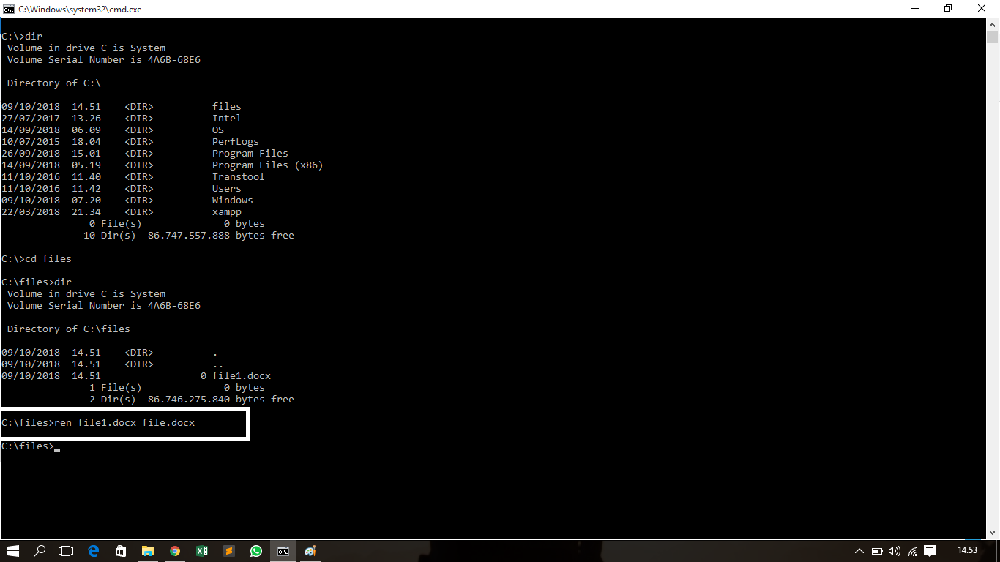 C:\Windows\system32\cmd.exe
C:\>dir
 Volume in drive C is System
 Volume Serial Number is 4A6B-68E6
 Directory of C:\
09/10/2018  14.51    <DIR>          files
27/07/2017  13.26    <DIR>          Intel
14/09/2018  06.09    <DIR>          OS
10/07/2015  18.04    <DIR>          PerfLogs
26/09/2018  15.01    <DIR>          Program Files
14/09/2018  05.19    <DIR>          Program Files (x86)
11/10/2016  11.40    <DIR>          Transtool
11/10/2016  11.42    <DIR>          Users
09/10/2018  07.20    <DIR>          Windows
22/03/2018  21.34    <DIR>          xampp
               0 File(s)              0 bytes
              10 Dir(s)  86.747.557.888 bytes free
C:\>cd files
C:\files>dir
 Volume in drive C is System
 Volume Serial Number is 4A6B-68E6
 Directory of C:\files
09/10/2018  14.51    <DIR>          .
09/10/2018  14.51    <DIR>          ..
09/10/2018  14.51                 0 file1.docx
               1 File(s)              0 bytes
               2 Dir(s)  86.746.275.840 bytes free
C:\files>ren file1.docx file.docx
C:\files>
14.53